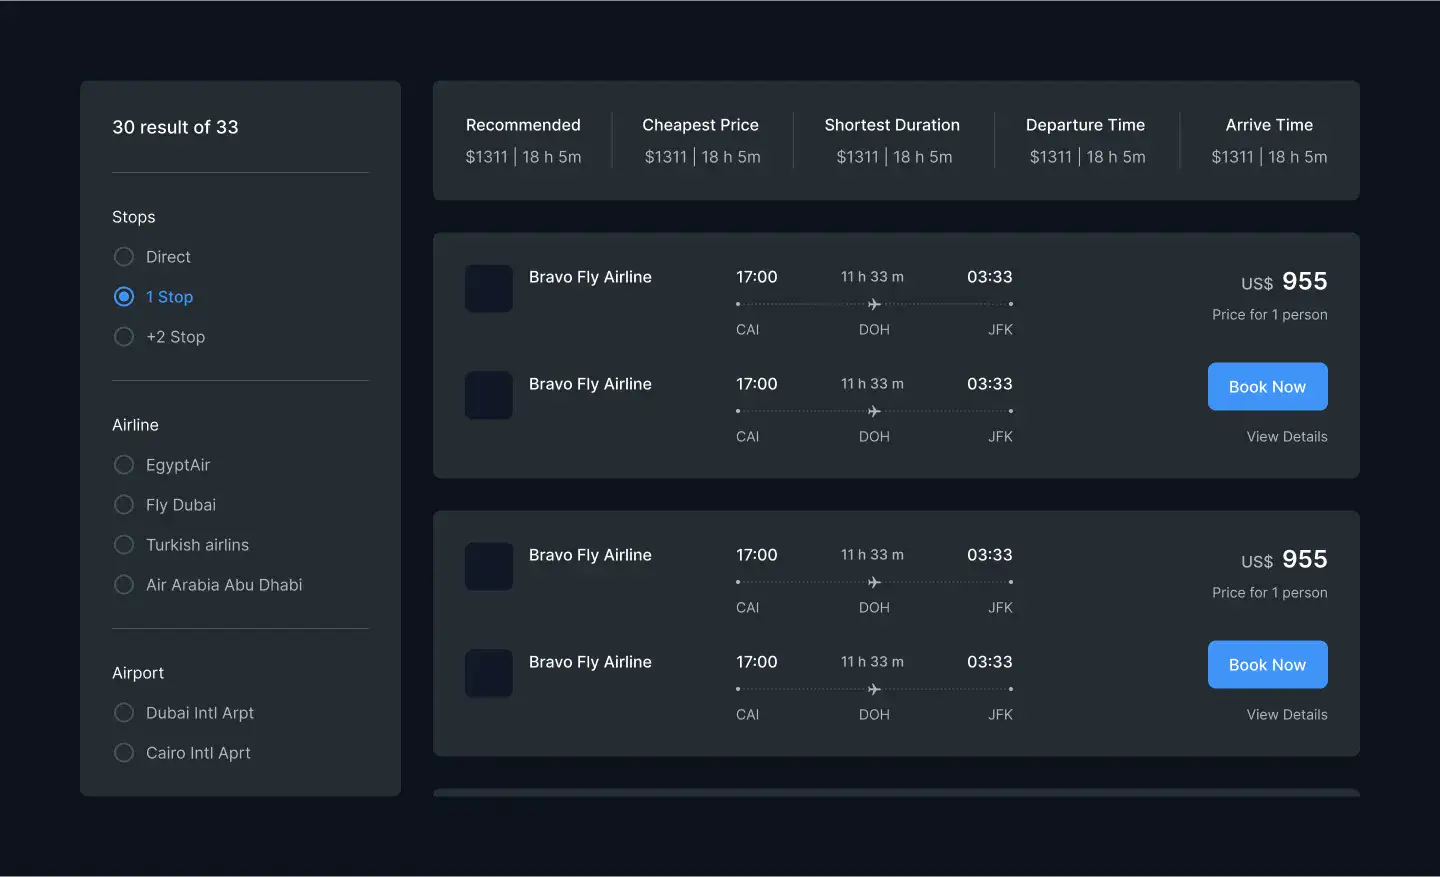 30 result of 33
Stops
Direct
1 Stop
+2 Stop
Airline
EgyptAir
Fly Dubai
Turkish airlins
Air Arabia Abu Dhabi
Airport
Dubai Intl Arpt
Cairo Intl Aprt
Recommended Cheapest Price Shortest Duration Departure Time Arrive Time
$1311 | 18 h 5m $1311 | 18 h 5m $1311 | 18 h 5m $1311 | 18 h 5m $1311 | 18 h 5m
Bravo Fly Airline 17:00 11 h 33 m 03:33 US$ 955
CAI DOH JFK Price for 1 person
Bravo Fly Airline 17:00 11 h 33 m 03:33 Book Now
CAI DOH JFK View Details
Bravo Fly Airline 17:00 11 h 33 m 03:33 US$ 955
CAI DOH JFK Price for 1 person
Bravo Fly Airline 17:00 11 h 33 m 03:33 Book Now
CAI DOH JFK View Details